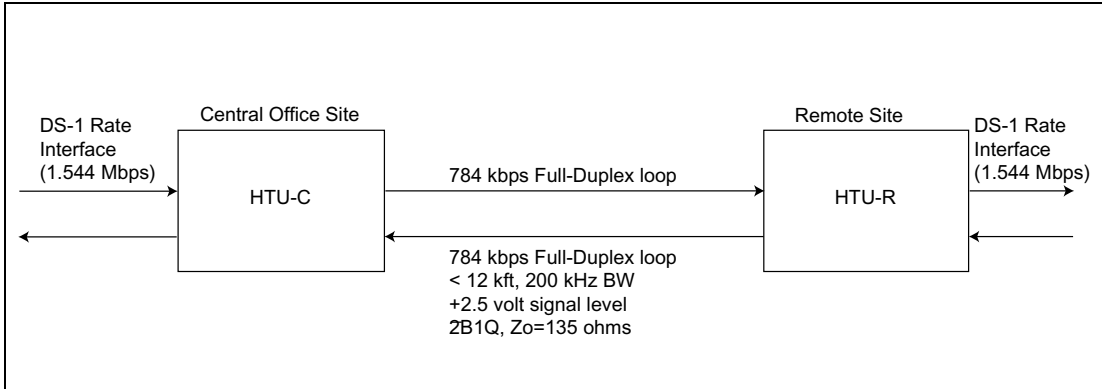 DS-1 Rate
Interface
(1.544 Mbps)
Central Office Site
HTU-C
784 kbps Full-Duplex loop
784 kbps Full-Duplex loop
< 12 kft, 200 kHz BW
+2.5 volt signal level
2B1Q, Zo=135 ohms
Remote Site
HTU-R
DS-1 Rate
Interface
(1.544 Mbps)